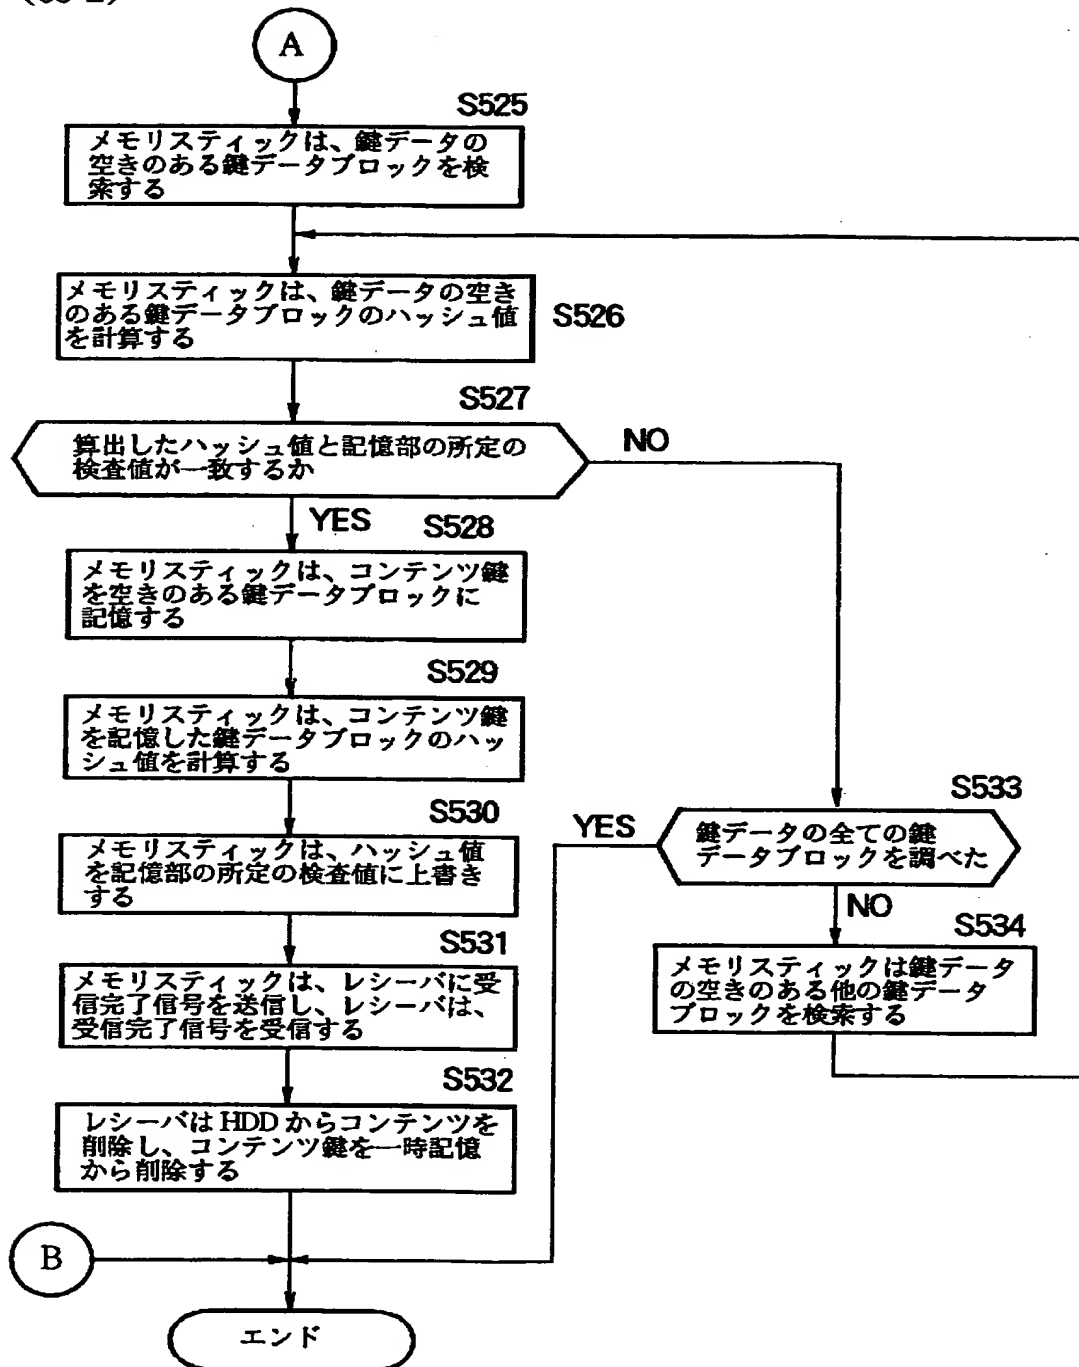 A
S525
メモリスティックは、鍵データの
空きのある鍵データブロックを検
索する
メモリスティックは、鍵データの空き
のある鍵データブロックのハッシュ値
を計算する
S526
S527
算出したハッシュ値と記憶部の所定の
検査値が一致するか
NO
YES
S528
メモリスティックは、コンテンツ鍵
を空きのある鍵データブロックに
記憶する
S529
メモリスティックは、コンテンツ鍵
を記憶した鍵データブロックのハッ
シュ値を計算する
S530
メモリスティックは、ハッシュ値
を記憶部の所定の検査値に上書き
する
S531
メモリスティックは、レシーバに受
信完了信号を送信し、レシーバは、
受信完了信号を受信する
S532
レシーバは HDD からコンテンツを
削除し、コンテンツ鍵を一時記憶
から削除する
S533
YES
鍵データの全ての鍵
データブロックを調べた
NO
S534
メモリスティックは鍵データ
の空きのある他の鍵データ
ブロックを検索する
B
エンド